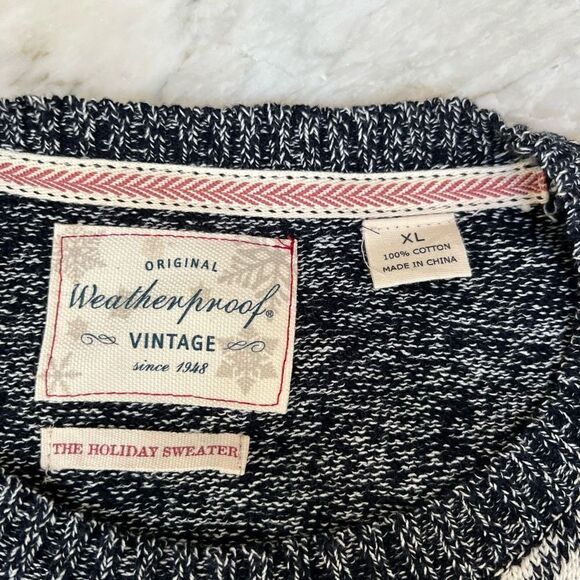 ORIGINAL
Weatherproof®
VINTAGE
since 1948
XL
100% COTTON
MADE IN CHINA
THE HOLIDAY SWEATER